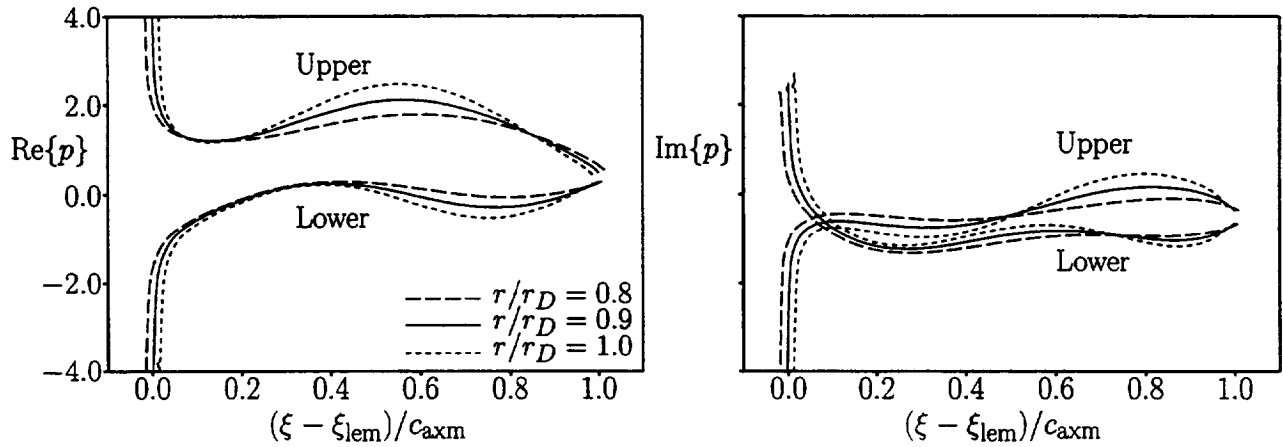 4.0
2.0
Re{p}
0.0
−2.0
−4.0
Upper
Lower
r/r_D = 0.8
r/r_D = 0.9
r/r_D = 1.0
0.0 0.2 0.4 0.6 0.8 1.0
(ξ − ξ_lem)/c_axm
Im{p}
Upper
Lower
0.0 0.2 0.4 0.6 0.8 1.0
(ξ − ξ_lem)/c_axm